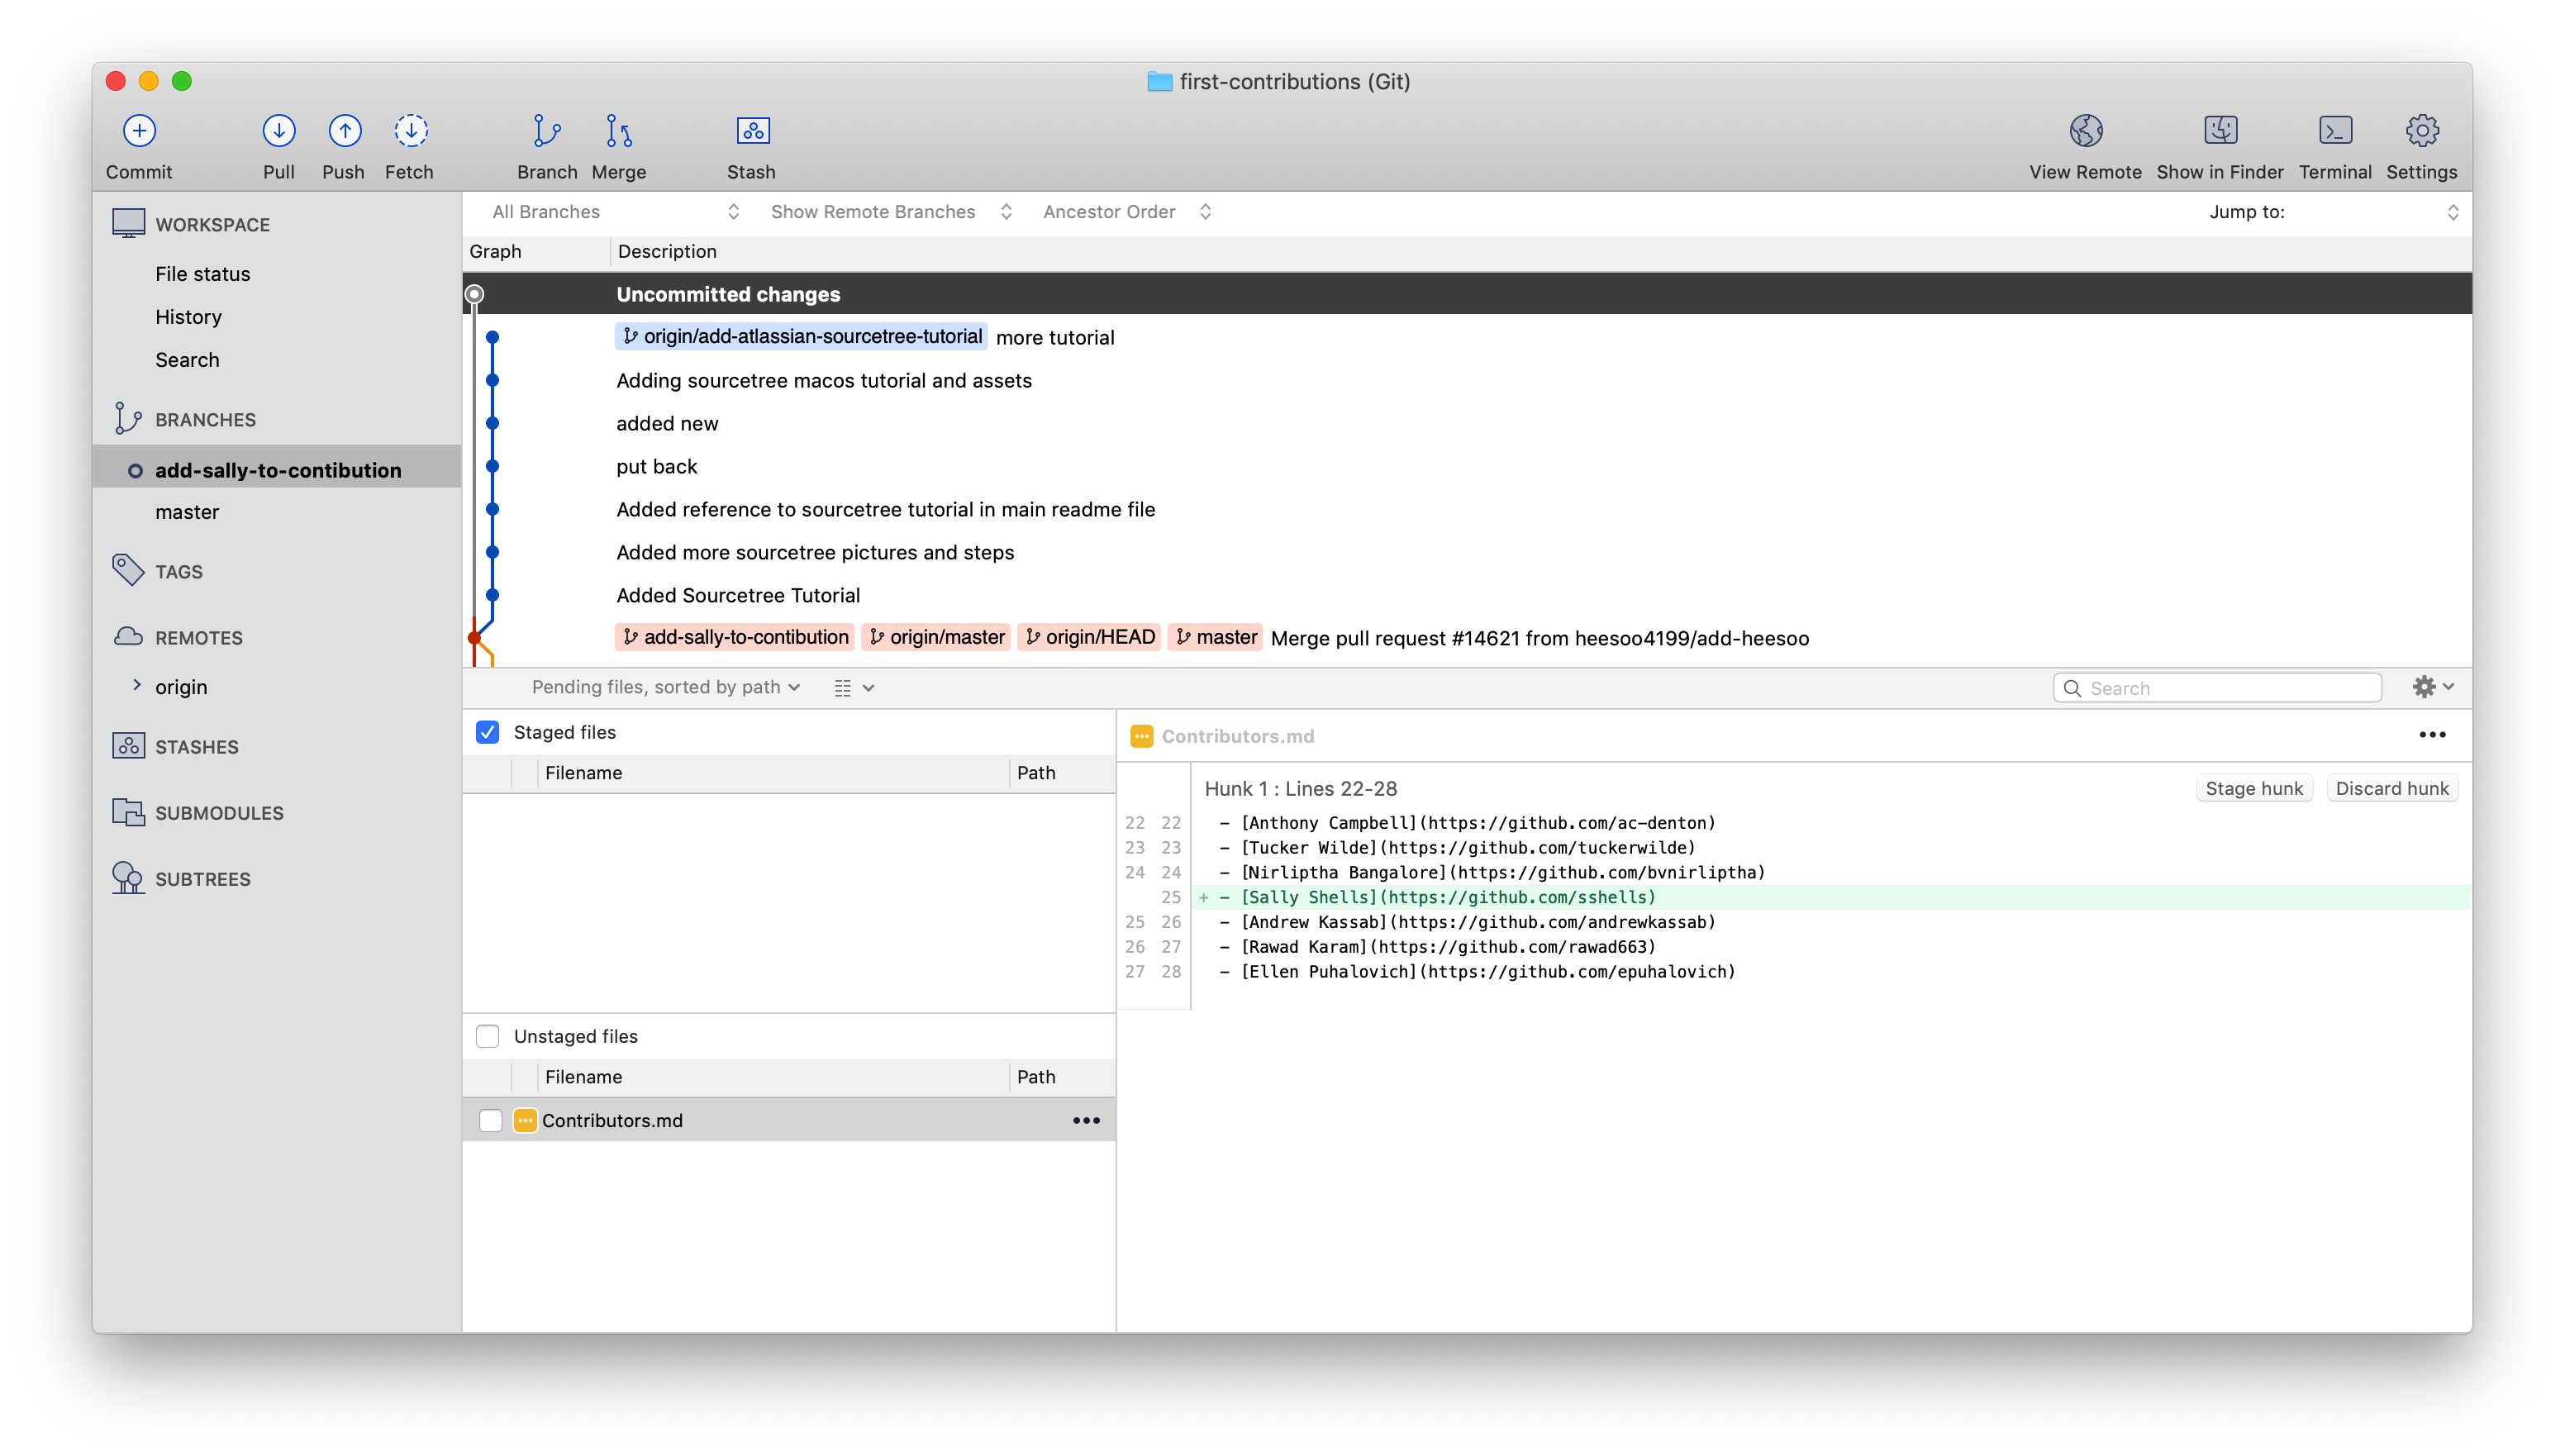 first-contributions (Git)
Commit Pull Push Fetch Branch Merge Stash View Remote Show in Finder Terminal Settings
WORKSPACE
File status
History
Search
BRANCHES
add-sally-to-contibution
master
TAGS
REMOTES
origin
STASHES
SUBMODULES
SUBTREES
All Branches Show Remote Branches Ancestor Order Jump to:
Graph Description
Uncommitted changes
origin/add-atlassian-sourcetree-tutorial more tutorial
Adding sourcetree macos tutorial and assets
added new
put back
Added reference to sourcetree tutorial in main readme file
Added more sourcetree pictures and steps
Added Sourcetree Tutorial
add-sally-to-contibution origin/master origin/HEAD master Merge pull request #14621 from heesoo4199/add-heesoo
Pending files, sorted by path Search
Staged files
Filename Path
Unstaged files
Filename Path
Contributors.md
Contributors.md
Hunk 1 : Lines 22-28 Stage hunk Discard hunk
22 22 - [Anthony Campbell](https://github.com/ac-denton)
23 23 - [Tucker Wilde](https://github.com/tuckerwilde)
24 24 - [Nirliptha Bangalore](https://github.com/bvnirliptha)
25 + - [Sally Shells](https://github.com/sshells)
25 26 - [Andrew Kassab](https://github.com/andrewkassab)
26 27 - [Rawad Karam](https://github.com/rawad663)
27 28 - [Ellen Puhalovich](https://github.com/epuhalovich)